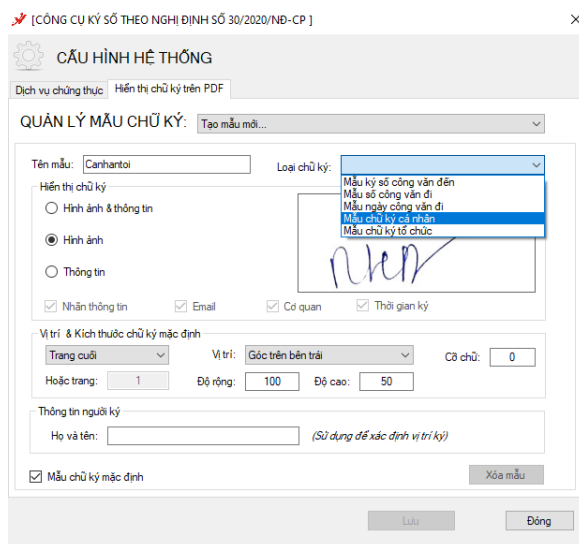 [CÔNG CỤ KÝ SỐ THEO NGHỊ ĐỊNH SỐ 30/2020/NĐ-CP ]
CẤU HÌNH HỆ THỐNG
Dịch vụ chứng thực Hiển thị chữ ký trên PDF
QUẢN LÝ MẪU CHỮ KÝ: Tạo mẫu mới...
Tên mẫu: Canhantoi Loại chữ ký:
Mẫu ký số công văn đến
Mẫu số công văn đi
Mẫu ngày công văn đi
Mẫu chữ ký cá nhân
Mẫu chữ ký tổ chức
Hiển thị chữ ký
Hình ảnh & thông tin
Hình ảnh
Thông tin
Nhãn thông tin Email Cơ quan Thời gian ký
Vị trí & Kích thước chữ ký mặc định
Trang cuối Vị trí: Góc trên bên trái Cỡ chữ: 0
Hoặc trang: 1 Độ rộng: 100 Độ cao: 50
Thông tin người ký
Họ và tên: (Sử dụng để xác định vị trí ký)
Mẫu chữ ký mặc định Xóa mẫu
Lưu Đóng